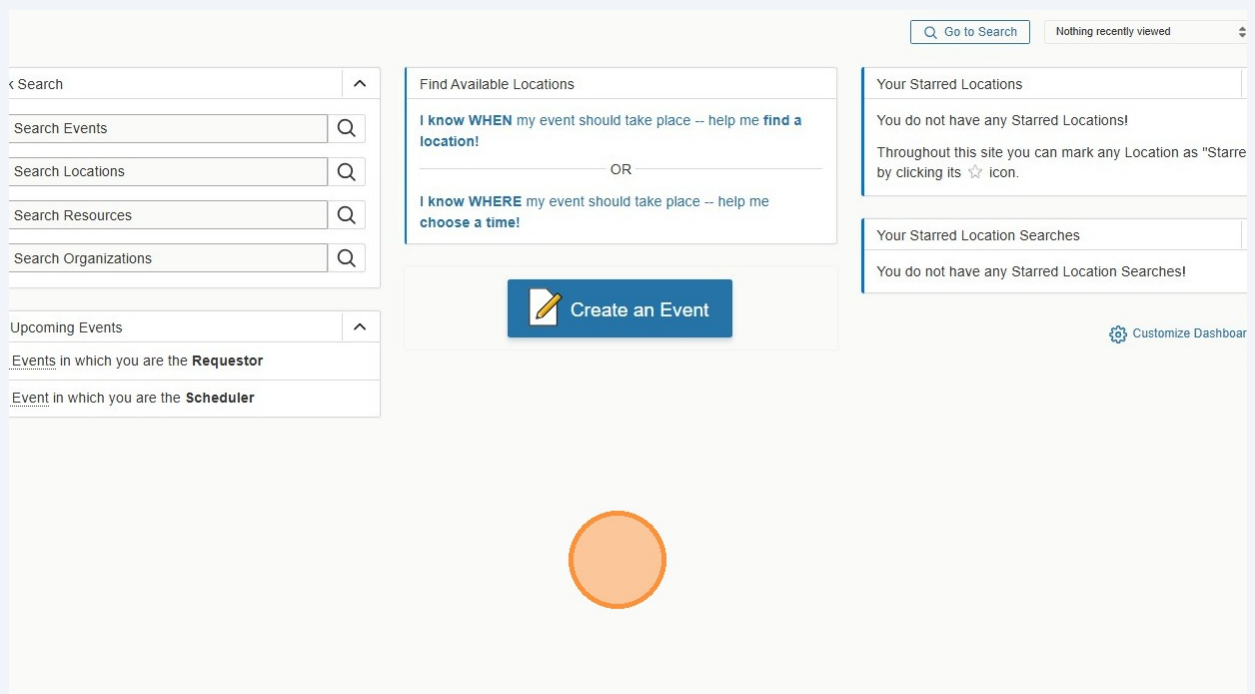 Go to Search
Nothing recently viewed
Search
Search Events
Search Locations
Search Resources
Search Organizations
Upcoming Events
Events in which you are the Requestor
Event in which you are the Scheduler
Find Available Locations
I know WHEN my event should take place -- help me find a
location!
OR
I know WHERE my event should take place -- help me
choose a time!
Create an Event
Your Starred Locations
You do not have any Starred Locations!
Throughout this site you can mark any Location as "Starre
by clicking its ☆ icon.
Your Starred Location Searches
You do not have any Starred Location Searches!
Customize Dashboar